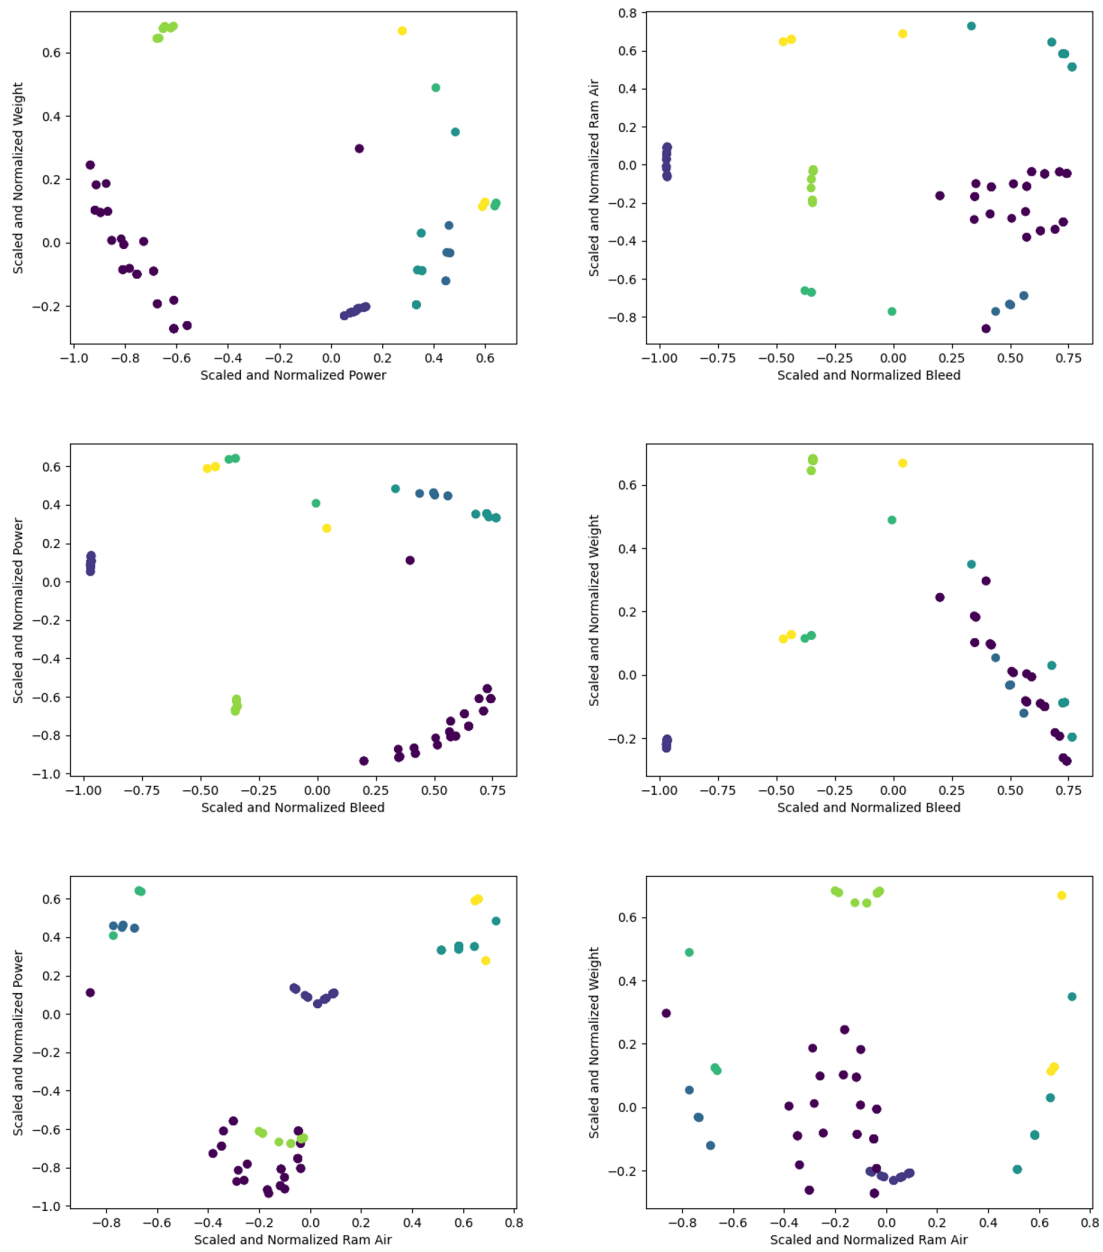 0.6
0.4
0.2
0.0
−0.2
Scaled and Normalized Weight
−1.0 −0.8 −0.6 −0.4 −0.2 0.0 0.2 0.4 0.6
Scaled and Normalized Power
0.8
0.6
0.4
0.2
0.0
−0.2
−0.4
−0.6
−0.8
Scaled and Normalized Ram Air
−1.00 −0.75 −0.50 −0.25 0.00 0.25 0.50 0.75
Scaled and Normalized Bleed
0.6
0.4
0.2
0.0
−0.2
−0.4
−0.6
−0.8
−1.0
Scaled and Normalized Power
−1.00 −0.75 −0.50 −0.25 0.00 0.25 0.50 0.75
Scaled and Normalized Bleed
0.6
0.4
0.2
0.0
−0.2
Scaled and Normalized Weight
−1.00 −0.75 −0.50 −0.25 0.00 0.25 0.50 0.75
Scaled and Normalized Bleed
0.6
0.4
0.2
0.0
−0.2
−0.4
−0.6
−0.8
−1.0
Scaled and Normalized Power
−0.8 −0.6 −0.4 −0.2 0.0 0.2 0.4 0.6 0.8
Scaled and Normalized Ram Air
0.6
0.4
0.2
0.0
−0.2
Scaled and Normalized Weight
−0.8 −0.6 −0.4 −0.2 0.0 0.2 0.4 0.6 0.8
Scaled and Normalized Ram Air